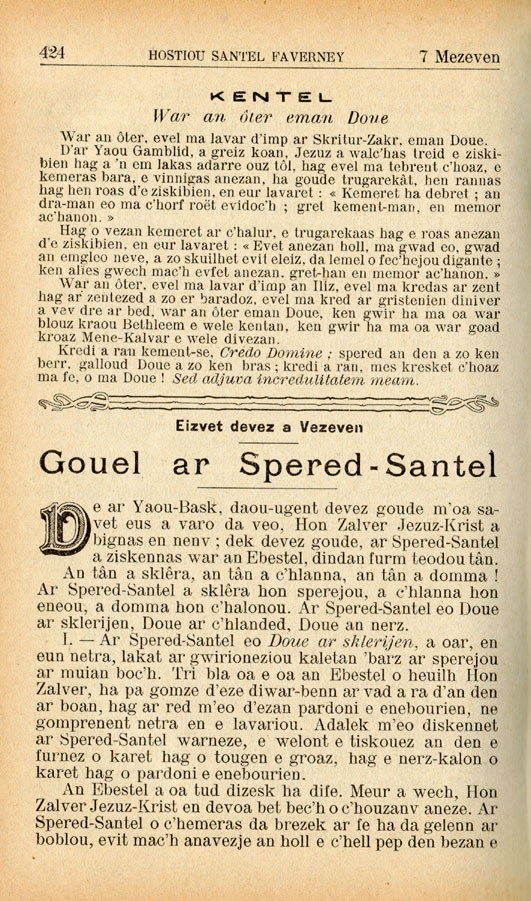 424 HOSTIOU SANTEL FAVERNEY 7 Mezeven
KENTEL
War an ôter eman Doue
War an ôter, evel ma lavar d'imp ar Skritur-Zakr, eman Doue.
D'ar Yaou Gamblid, a greiz koan, Jezuz a walc'has treid e ziski-
bien hag a 'n em lakas adarre ouz tôl, hag evel ma tebrent c'hoaz, e
kemeras bara, e vinnigas anezan, ha goude trugarekât, hen rannas
hag hen roas d'e ziskibien, en eur lavaret : « Kemeret ha debret ; an
dra-man eo ma c'horf roët evidoc'h ; gret kement-man, en memor
ac'hanon. »
Hag o vezan kemeret ar c'halur, e trugarekaas hag e roas anezan
d'e ziskibien, en eur lavaret : « Evet anezan holl, ma gwad eo, gwad
an emgleo neve, a zo skuilhet evit eleiz, da lemel o fec'hejou digante ;
ken alies gwech mac'h evfet anezan, gret-han en memor ac'hanon. »
War an ôter, evel ma lavar d'imp an Iliz, evel ma kredas ar zent
hag ar zentezed a zo er baradoz, evel ma kred ar gristenien diniver
a vev dre ar bed, war an ôter eman Doue, ken gwir ha ma oa war
blouz kraou Bethleem e wele kentan, ken gwir ha ma oa war goad
kroaz Mene-Kalvar e wele divezan.
Kredi a ran kement-se, Credo Domine ; spered an den a zo ken
berr, galloud Doue a zo ken bras ; kredi a ran, mes kresket c'hoaz
ma fe, o ma Doue ! Sed adjuva incredulitatem meam.
Eizvet devez a Vezeven
Gouel ar Spered-Santel
De ar Yaou-Bask, daou-ugent devez goude m'oa sa-
vet eus a varo da veo, Hon Zalver Jezuz-Krist a
bignas en nenv ; dek devez goude, ar Spered-Santel
a ziskennas war an Ebestel, dindan furm teodou tân.
An tân a sklêra, an tân a c'hlanna, an tân a domma !
Ar Spered-Santel a sklêra hon sperejou, a c'hlanna hon
eneou, a domma hon c'halonou. Ar Spered-Santel eo Doue
ar sklerijen, Doue ar c'hlanded, Doue an nerz.
I. — Ar Spered-Santel eo Doue ar sklerijen, a oar, en
eun netra, lakat ar gwirioneziou kaletan 'barz ar sperejou
ar muian boc'h. Tri bla oa e oa an Ebestel o heuilh Hon
Zalver, ha pa gomze d'eze diwar-benn ar vad a ra d'an den
ar boan, hag ar red m'eo d'ezan pardoni e enebourien, ne
gomprenent netra en e lavariou. Adalek m'eo diskennet
ar Spered-Santel warneze, e welont e tiskouez an den e
furnez o karet hag o tougen e groaz, hag e nerz-kalon o
karet hag o pardoni e enebourien.
An Ebestel a oa tud dizesk ha dife. Meur a wech, Hon
Zalver Jezuz-Krist en devoa bet bec'h o c'houzanv aneze. Ar
Spered-Santel o c'hemeras da brezek ar fe ha da gelenn ar
boblou, evit mac'h anavezje an holl e c'hell pep den bezan e